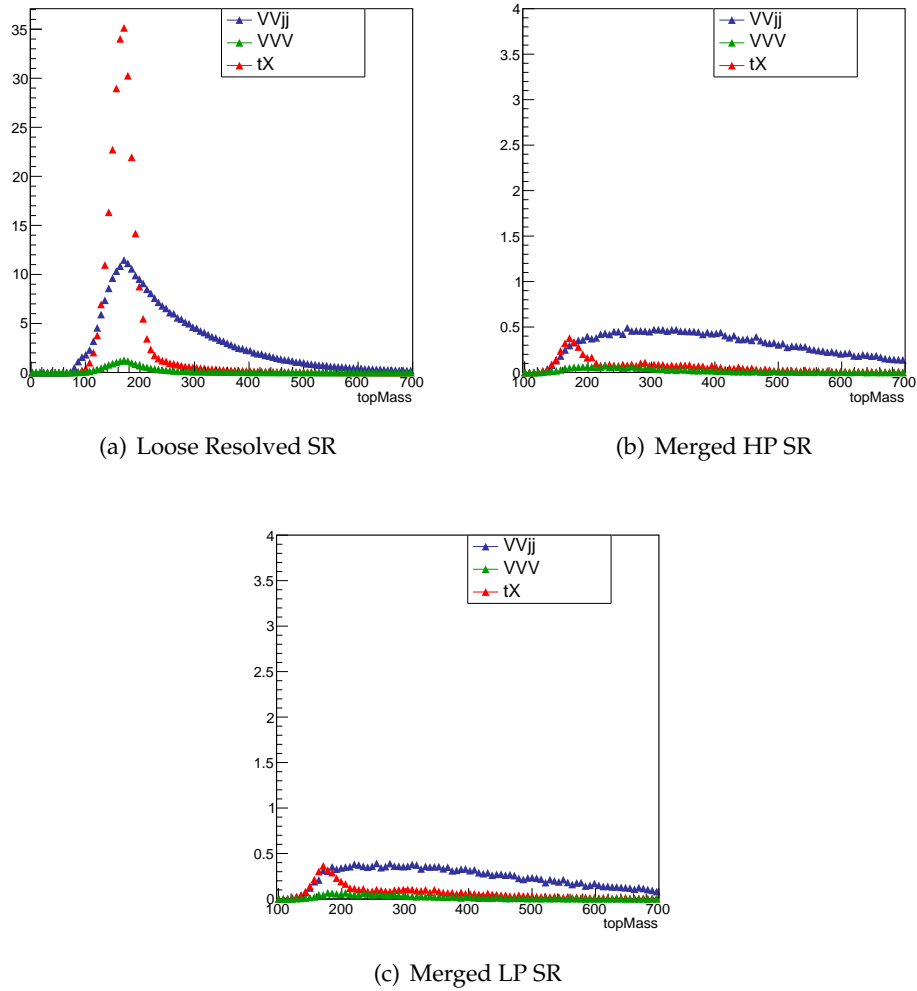 35
30
25
20
15
10
5
0
0 100 200 300 400 500 600 700
topMass
VVjj
VVV
tX
(a) Loose Resolved SR
4
3.5
3
2.5
2
1.5
1
0.5
0
100 200 300 400 500 600 700
topMass
VVjj
VVV
tX
(b) Merged HP SR
4
3.5
3
2.5
2
1.5
1
0.5
0
100 200 300 400 500 600 700
topMass
VVjj
VVV
tX
(c) Merged LP SR